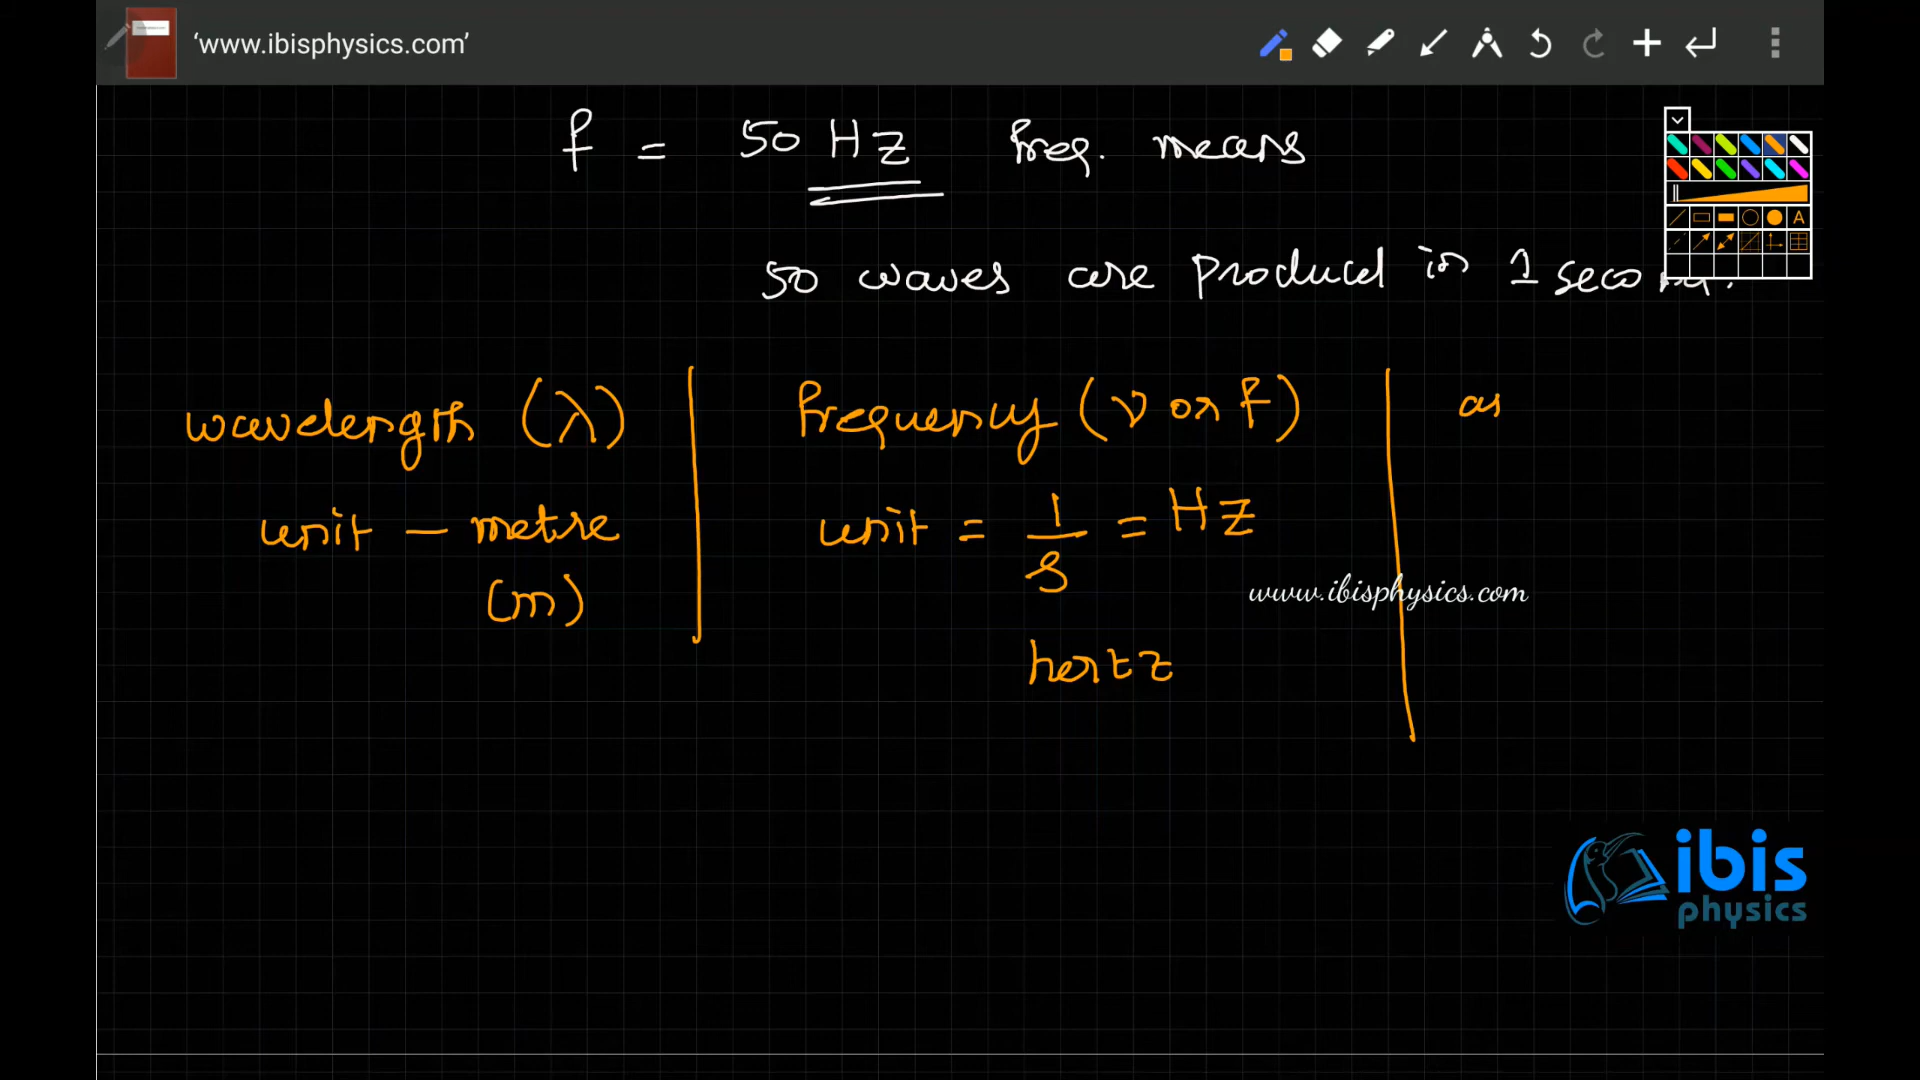 'www.ibisphysics.com'
f = 50 Hz freq. means
50 waves are produced in 1 second.
wavelength (λ)
unit – metre
(m)
frequency (ν or f)
unit = 1/s = Hz
hertz
www.ibisphysics.com
A
ibis
physics